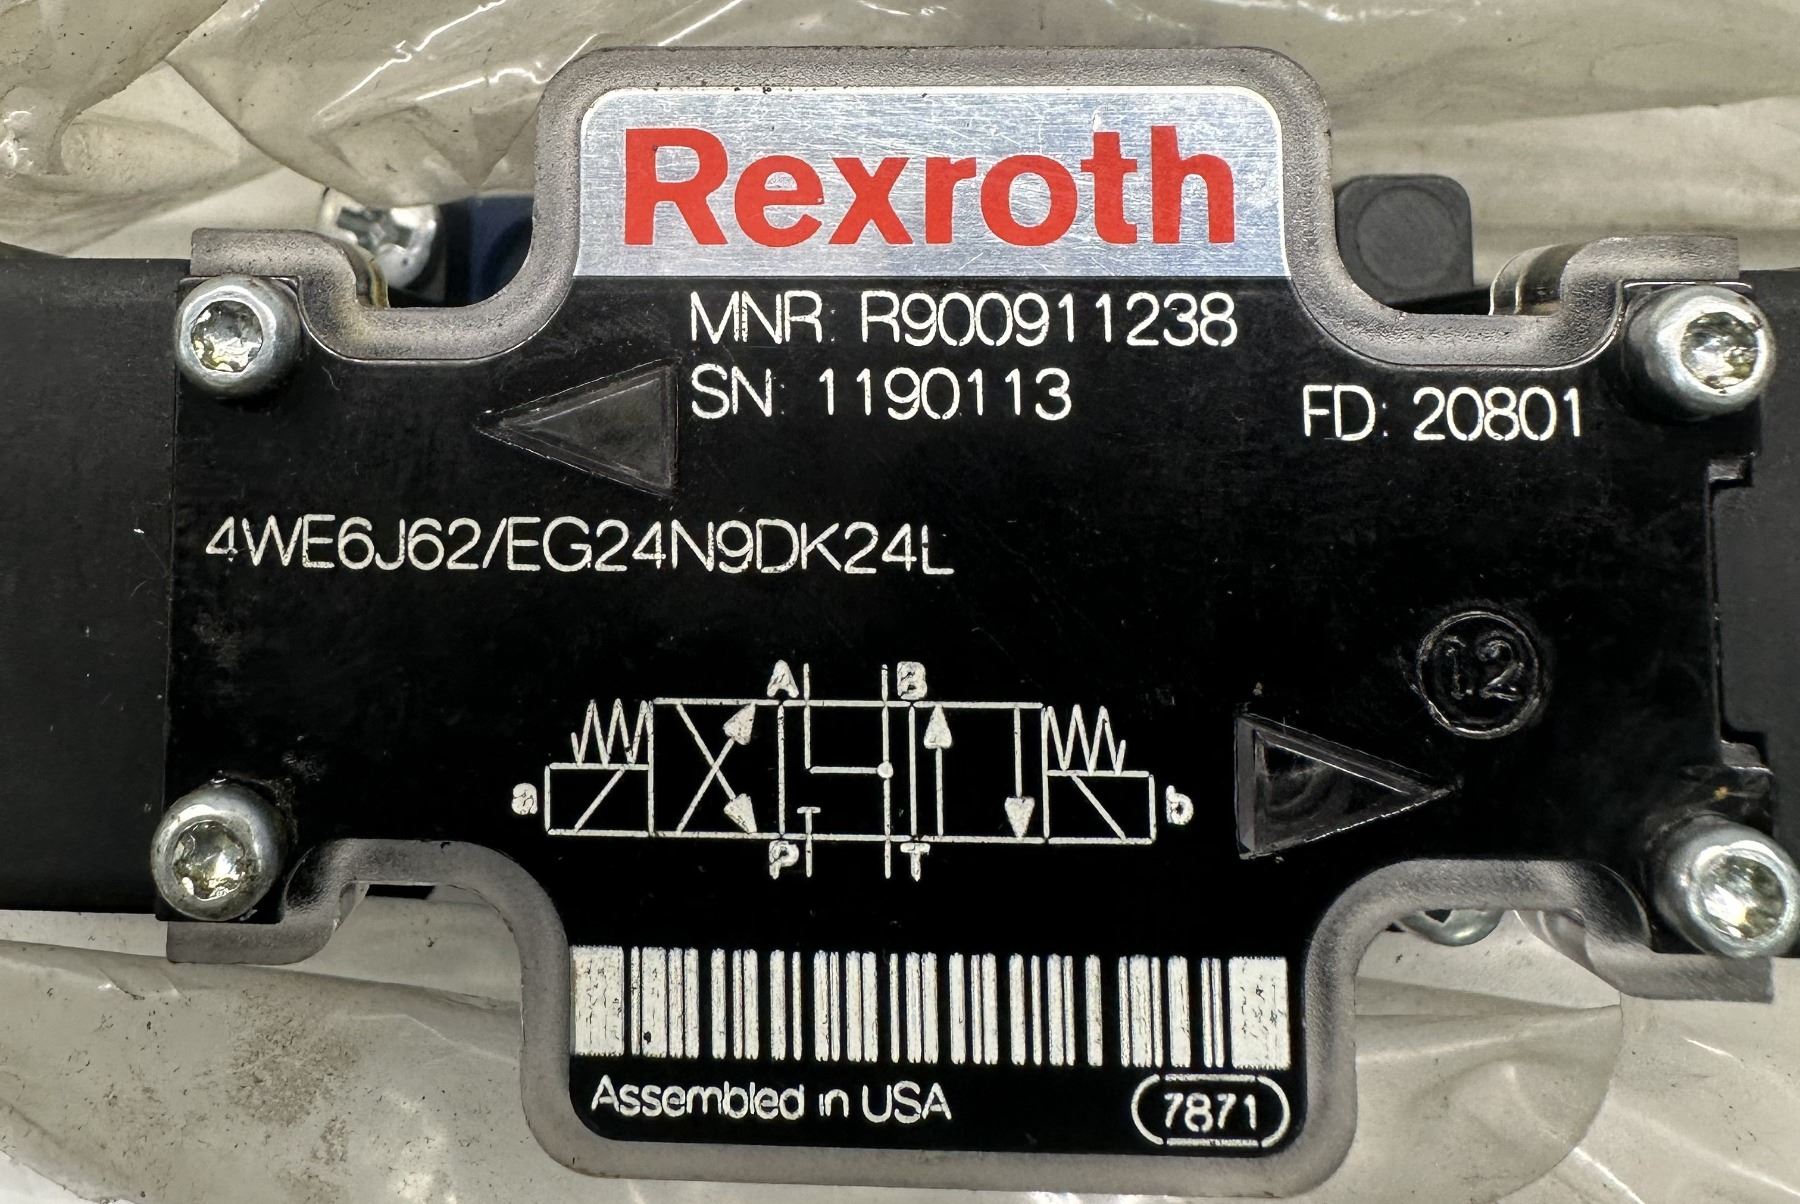 Rexroth
MNR: R900911238
SN: 1190113
FD: 20801
4WE6J62/EG24N9DK24L
12
A B
a b
P T
Assembled in USA
7871